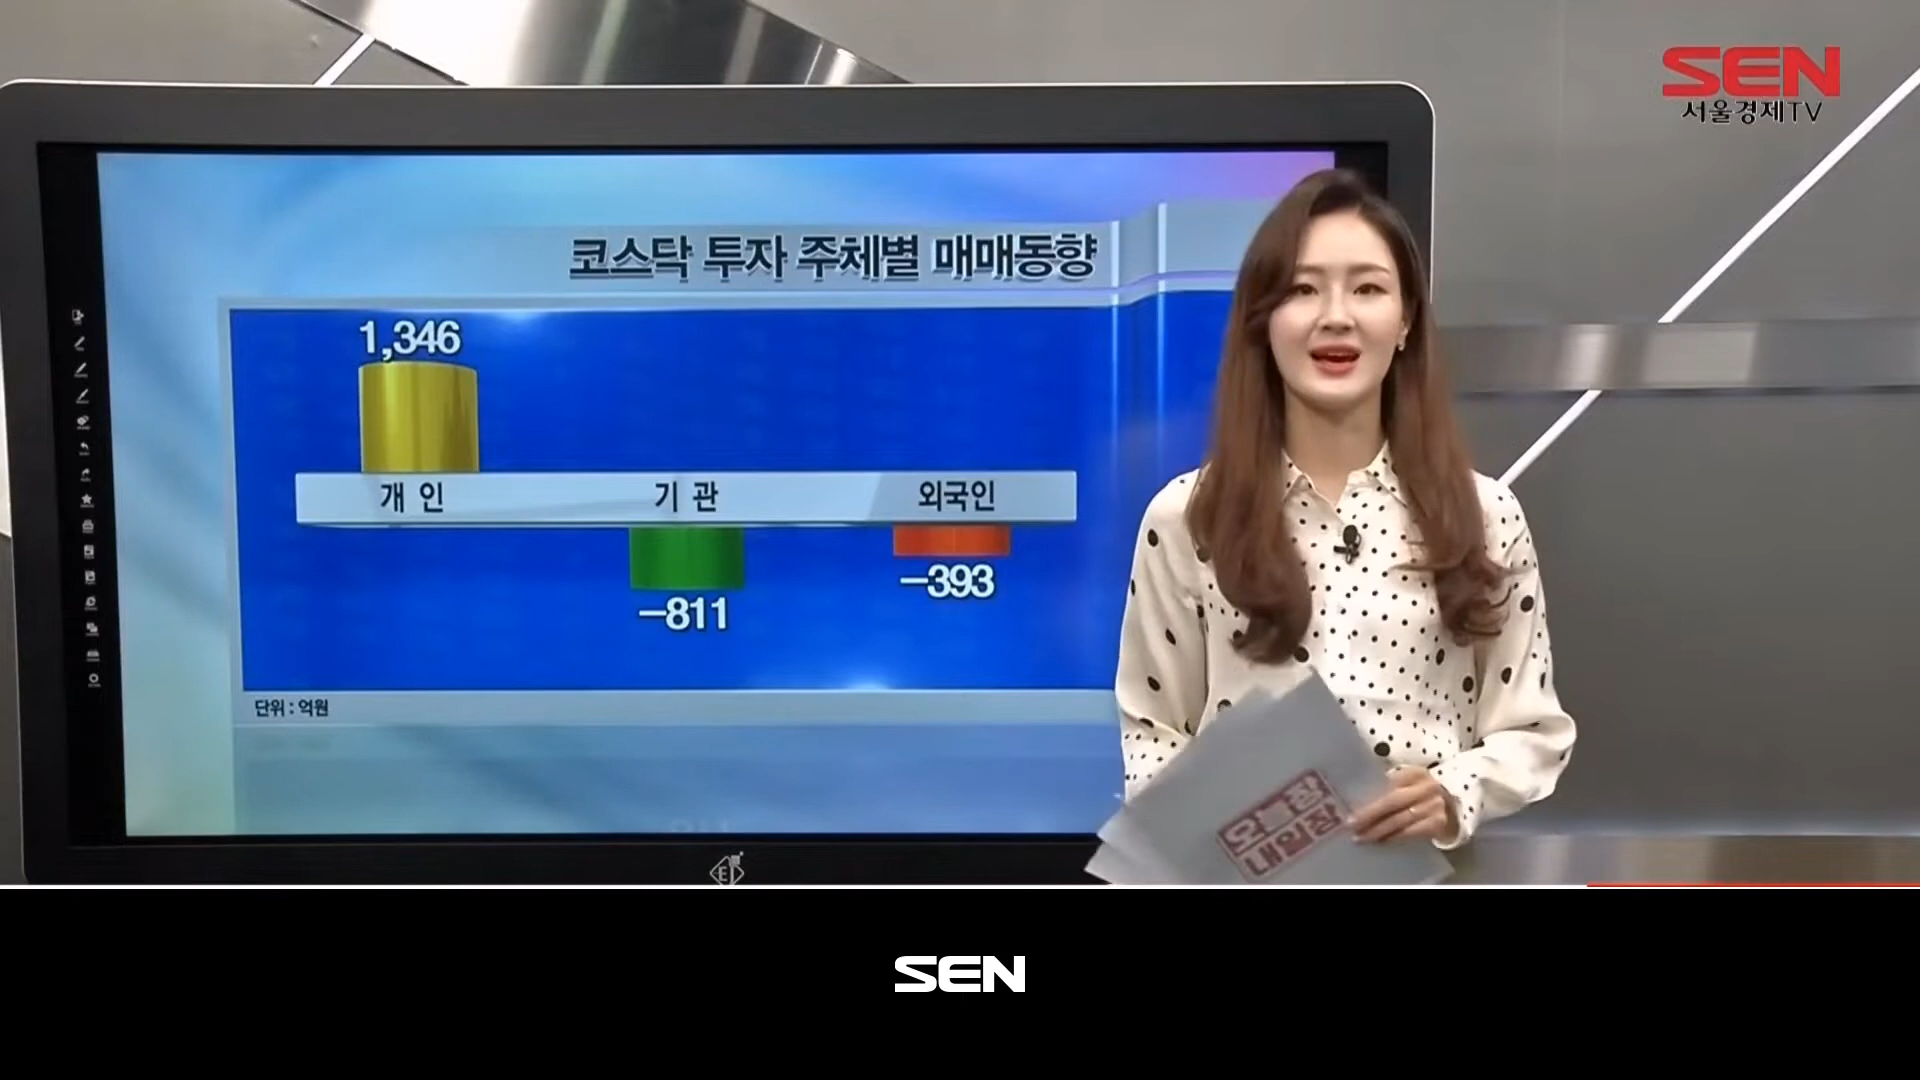 SEN
서울경제TV
코스닥 투자 주체별 매매동향
1,346
개 인
기 관
외국인
-811
-393
단위 : 억원
오늘장
내일장
SEN